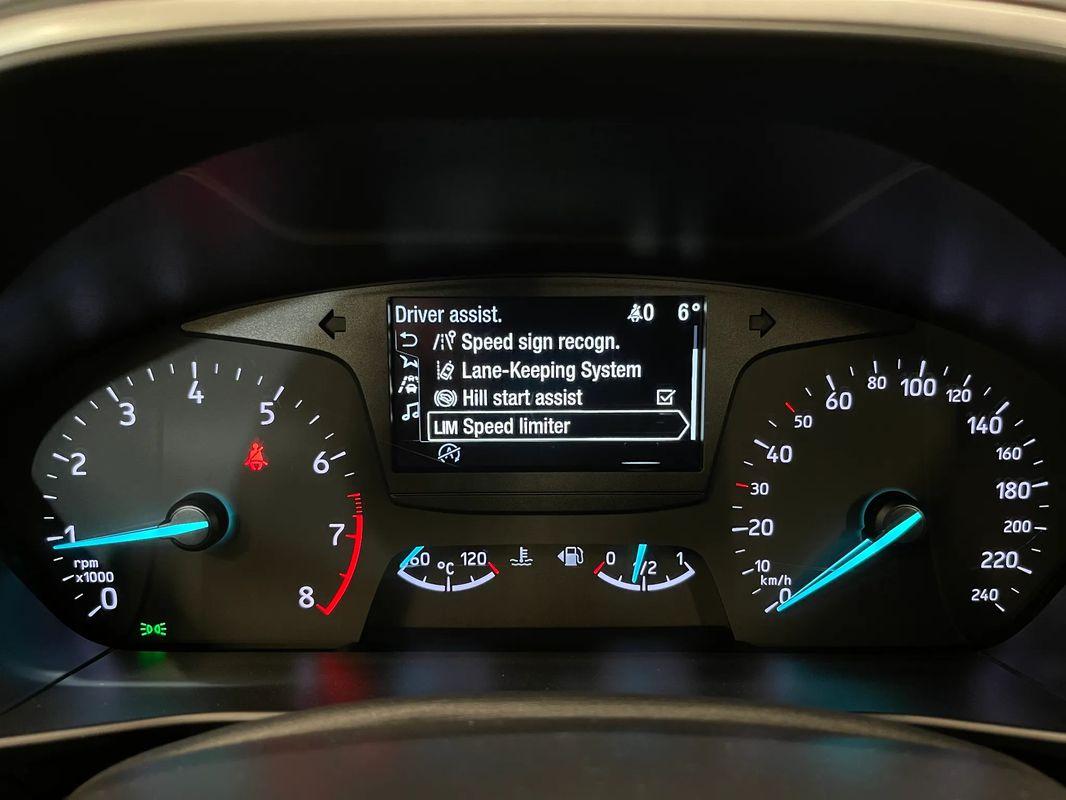 Driver assist.
0 6°
Speed sign recogn.
Lane-Keeping System
Hill start assist
LIM Speed limiter
0 1 2 3 4 5 6 7 8
rpm
x1000
60 °C 120
0 1/2 1
0 10 20 30 40 50 60 80 100 120 140 160 180 200 220 240
km/h